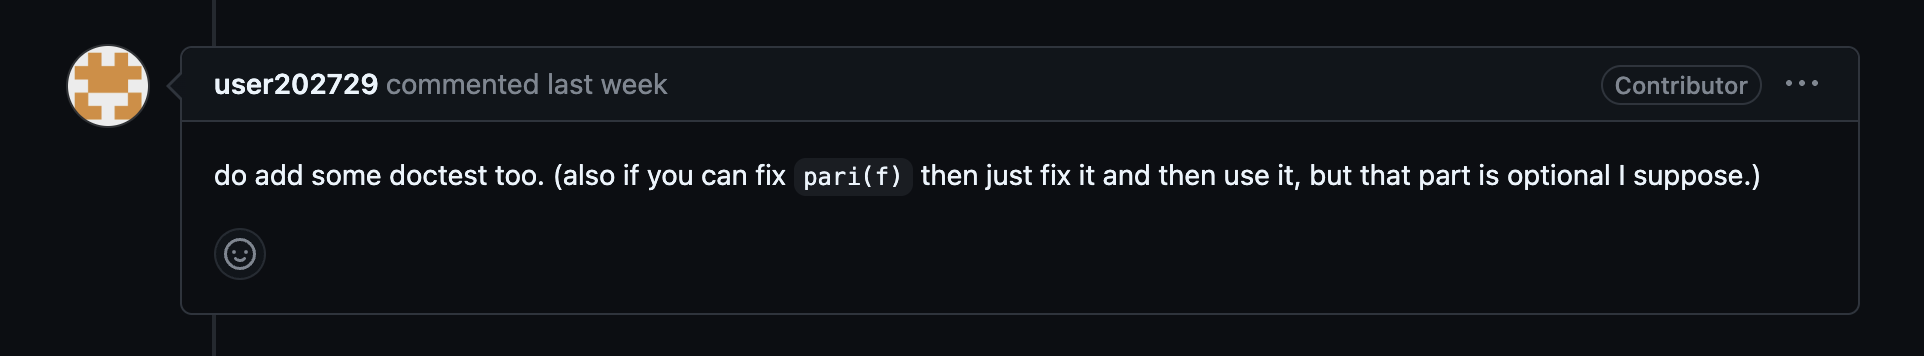 user202729 commented last week Contributor
do add some doctest too. (also if you can fix pari(f) then just fix it and then use it, but that part is optional I suppose.)